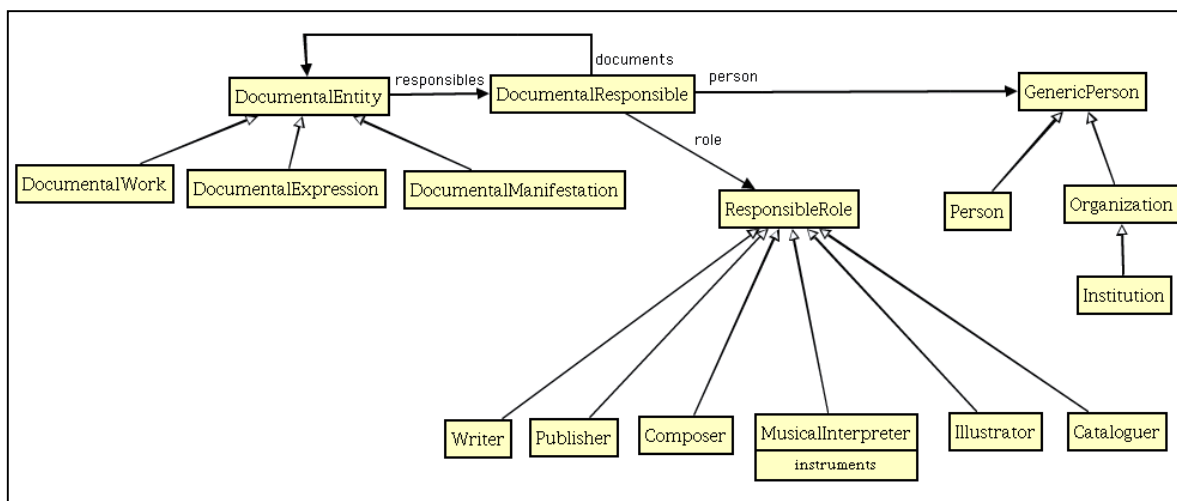 documents
responsibles
person
DocumentalEntity
DocumentalResponsible
GenericPerson
role
DocumentalWork
DocumentalExpression
DocumentalManifestation
ResponsibleRole
Person
Organization
Institution
Writer
Publisher
Composer
MusicalInterpreter
instruments
Illustrator
Cataloguer